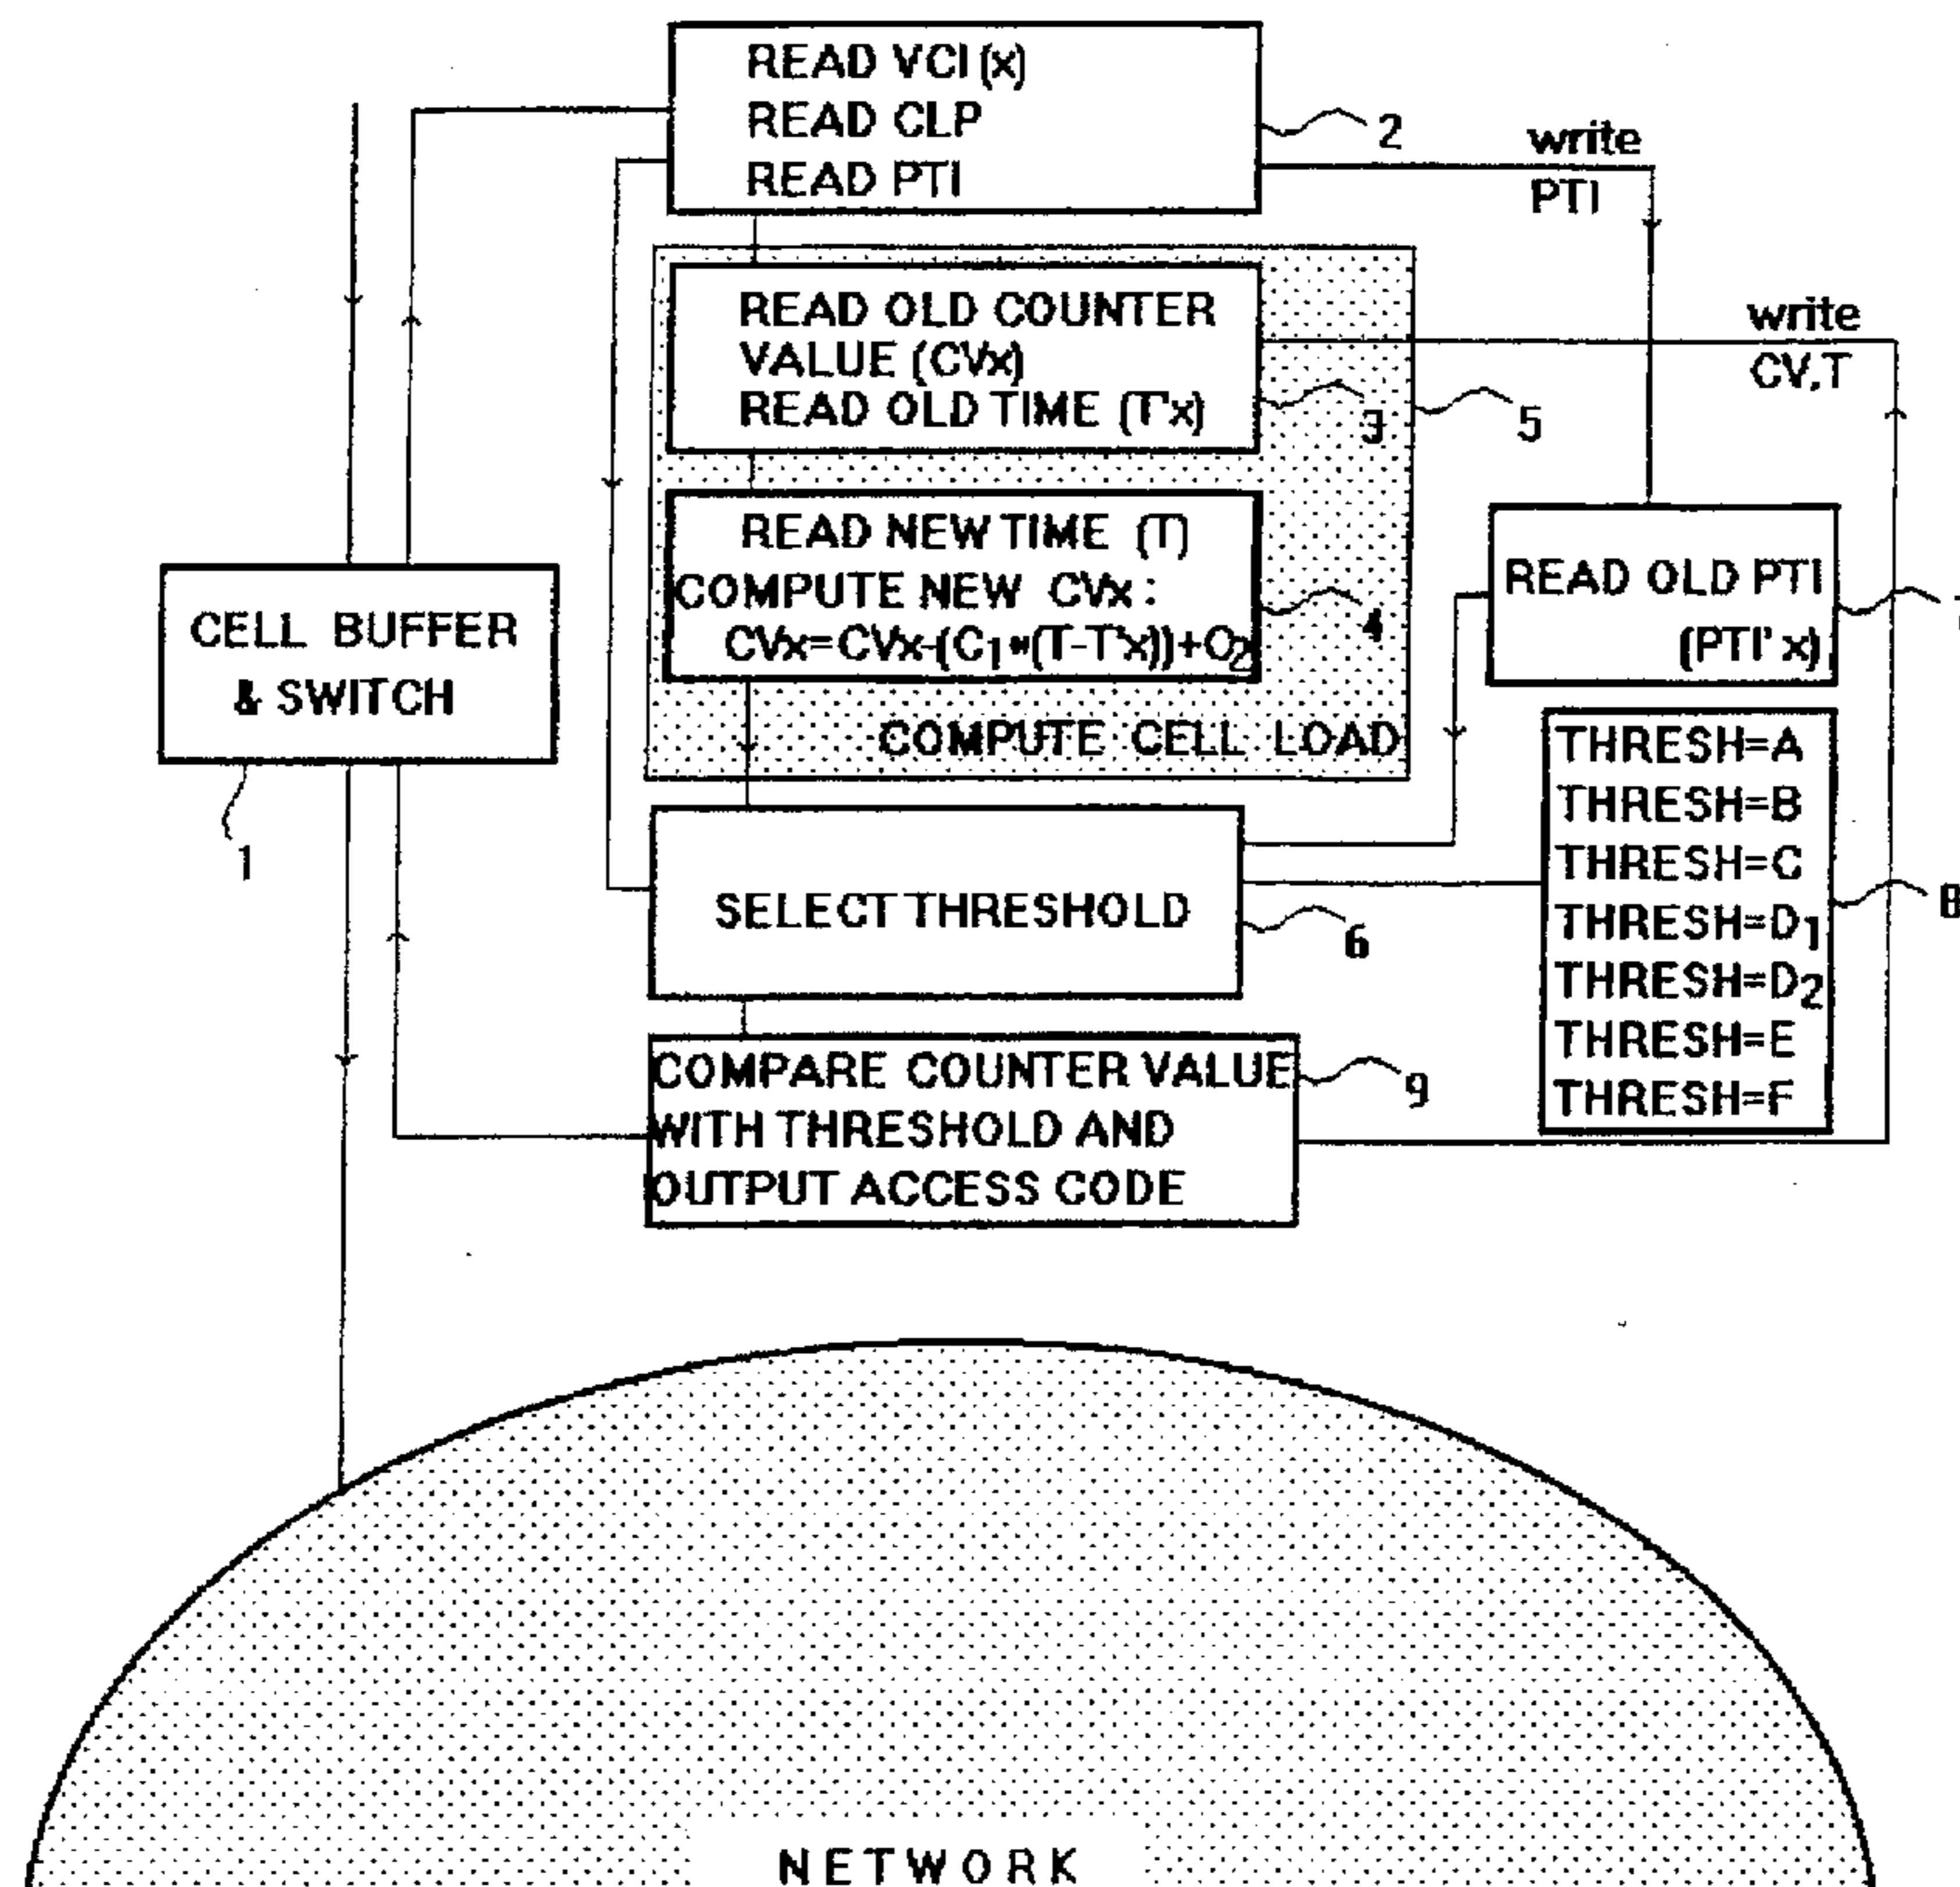 READ VCI (x)
READ CLP
READ PTI
2
write
PTI
READ OLD COUNTER
VALUE (CVx)
READ OLD TIME (T'x)
3
5
write
CV,T
READ NEW TIME (T)
COMPUTE NEW CVx :
CVx=CVx-(C1*(T-T'x))+O2
4
COMPUTE CELL LOAD
CELL BUFFER
& SWITCH
1
READ OLD PTI
(PTI' x)
SELECT THRESHOLD
6
THRESH=A
THRESH=B
THRESH=C
THRESH=D1
THRESH=D2
THRESH=E
THRESH=F
8
COMPARE COUNTER VALUE
WITH THRESHOLD AND
OUTPUT ACCESS CODE
9
NETWORK